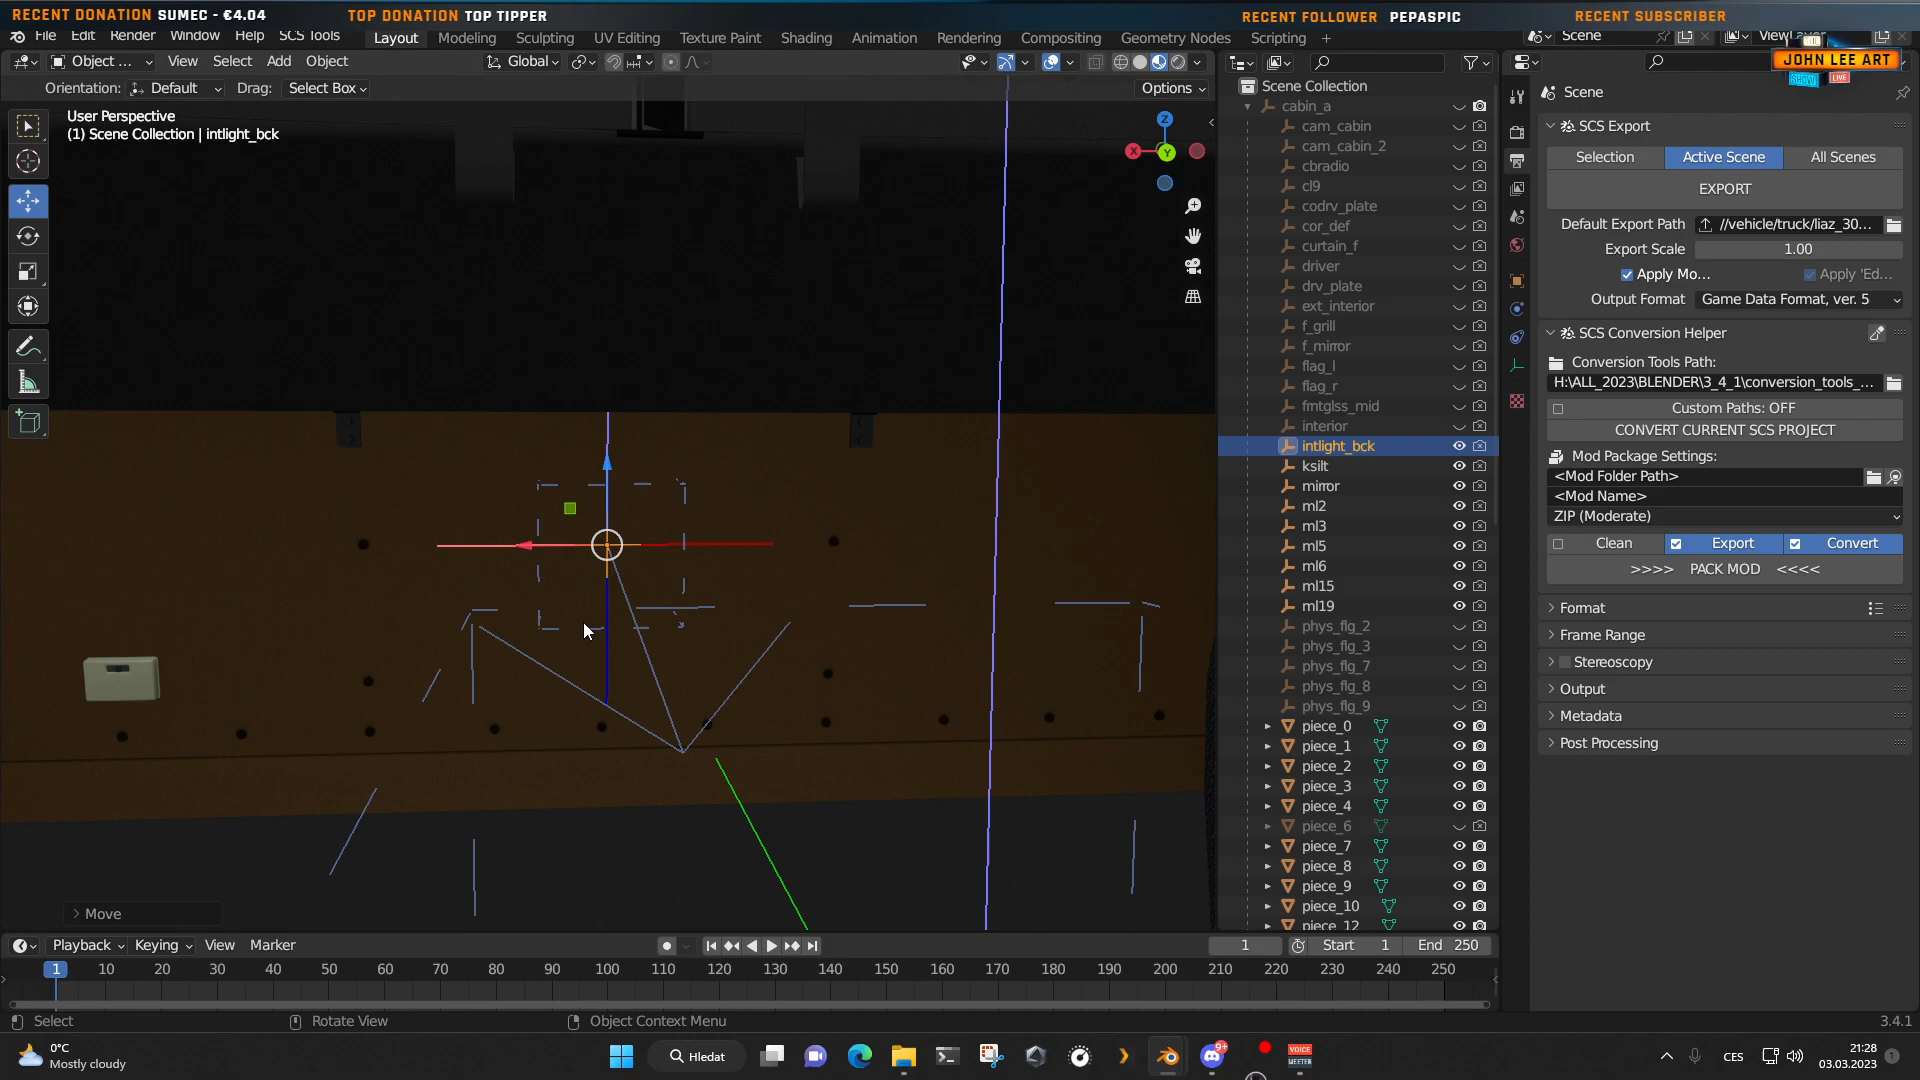 RECENT DONATION SUMEC - €4.04
TOP DONATION TOP TIPPER
RECENT FOLLOWER PEPASPIC
RECENT SUBSCRIBER
File Edit Render Window Help SCS Tools
Layout Modeling Sculpting UV Editing Texture Paint Shading Animation Rendering Compositing Geometry Nodes Scripting +
Scene
ViewLayer
JOHN LEE ART
LIVE
Object ... View Select Add Object
Global
Orientation: Default Drag: Select Box
Options
User Perspective
(1) Scene Collection | intlight_bck
Z
X
Y
Move
Scene Collection
cabin_a
cam_cabin
cam_cabin_2
cbradio
cl9
codrv_plate
cor_def
curtain_f
driver
drv_plate
ext_interior
f_grill
f_mirror
flag_l
flag_r
frntglss_mid
interior
intlight_bck
ksilt
mirror
ml2
ml3
ml5
ml6
ml15
ml19
phys_flg_2
phys_flg_3
phys_flg_7
phys_flg_8
phys_flg_9
piece_0
piece_1
piece_2
piece_3
piece_4
piece_6
piece_7
piece_8
piece_9
piece_10
piece_12
Scene
SCS Export
Selection Active Scene All Scenes
EXPORT
Default Export Path //vehicle/truck/liaz_30...
Export Scale 1.00
Apply Mo... Apply 'Ed...
Output Format Game Data Format, ver. 5
SCS Conversion Helper
Conversion Tools Path:
H:\ALL_2023\BLENDER\3_4_1\conversion_tools_...
Custom Paths: OFF
CONVERT CURRENT SCS PROJECT
Mod Package Settings:
<Mod Folder Path>
<Mod Name>
ZIP (Moderate)
Clean Export Convert
>>>> PACK MOD <<<<
Format
Frame Range
Stereoscopy
Output
Metadata
Post Processing
Playback Keying View Marker
1 Start 1 End 250
1 10 20 30 40 50 60 70 80 90 100 110 120 130 140 150 160 170 180 190 200 210 220 230 240 250
Select Rotate View Object Context Menu
3.4.1
0°C
Mostly cloudy
Hledat
9+
VOICE
MEETER
CES
21:28
03.03.2023
1